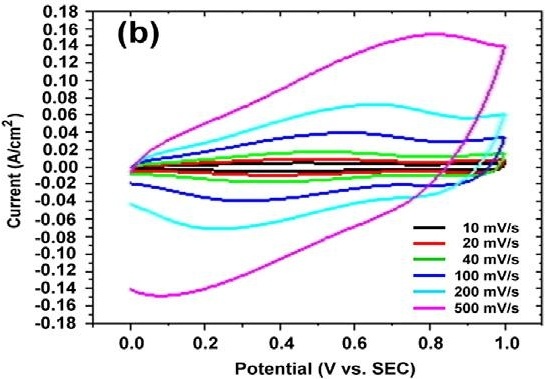 (b)
Current (A/cm²)
0.18
0.16
0.14
0.12
0.10
0.08
0.06
0.04
0.02
0.00
-0.02
-0.04
-0.06
-0.08
-0.10
-0.12
-0.14
-0.16
-0.18
10 mV/s
20 mV/s
40 mV/s
100 mV/s
200 mV/s
500 mV/s
0.0 0.2 0.4 0.6 0.8 1.0
Potential (V vs. SEC)